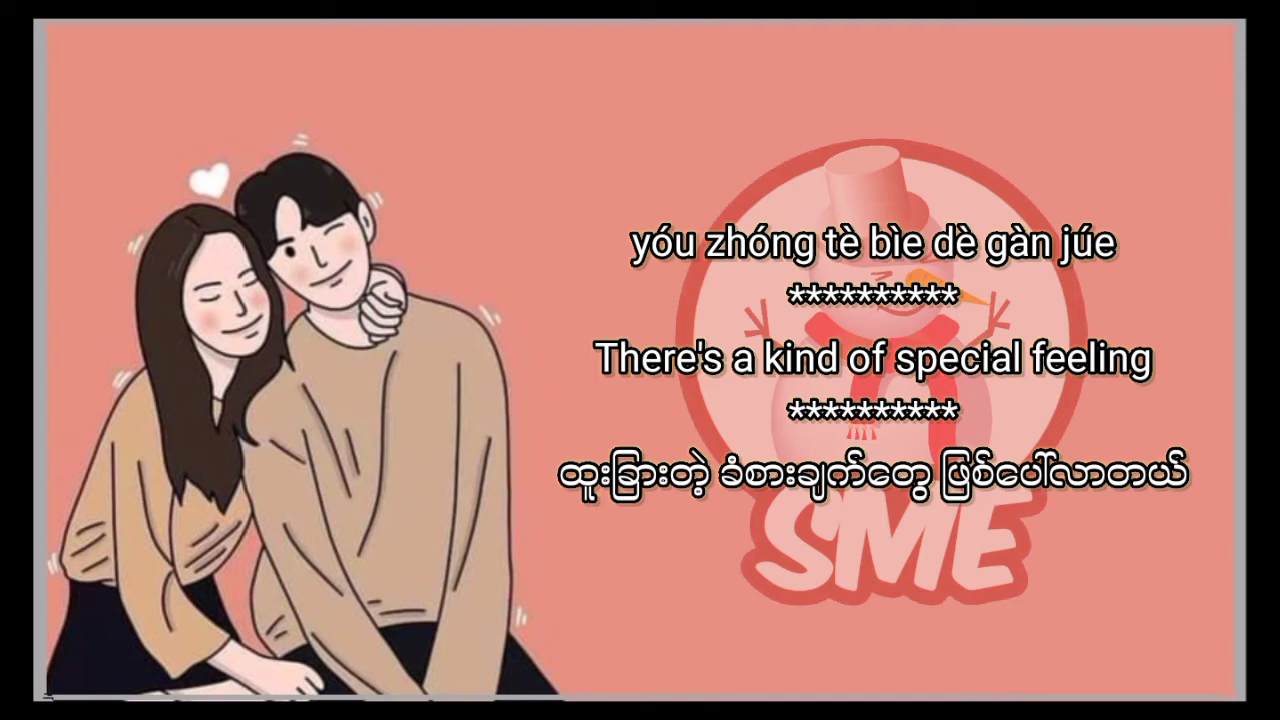 yóu zhóng tè bìe dè gàn júe
**********
There's a kind of special feeling
**********
ထူးခြားတဲ့ ခံစားချက်တွေ ဖြစ်ပေါ်လာတယ်
SME